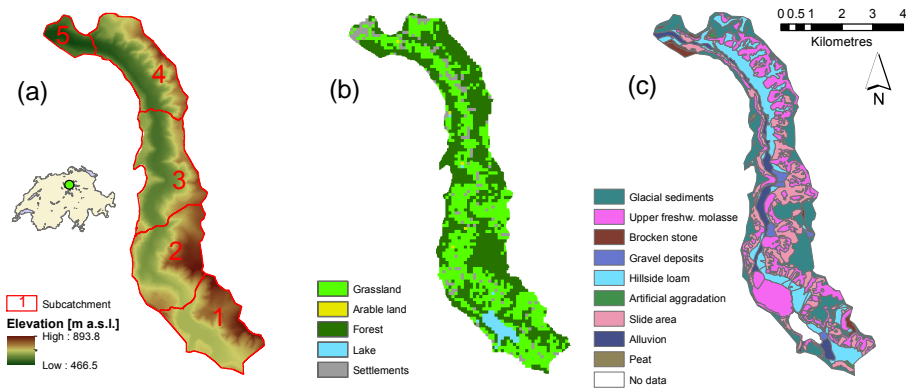 (a)
5
4
3
2
1
1 Subcatchment
Elevation [m a.s.l.]
High : 893.8
Low : 466.5
(b)
Grassland
Arable land
Forest
Lake
Settlements
(c)
0 0.5 1 2 3 4
Kilometres
N
Glacial sediments
Upper freshw. molasse
Brocken stone
Gravel deposits
Hillside loam
Artificial aggradation
Slide area
Alluvion
Peat
No data